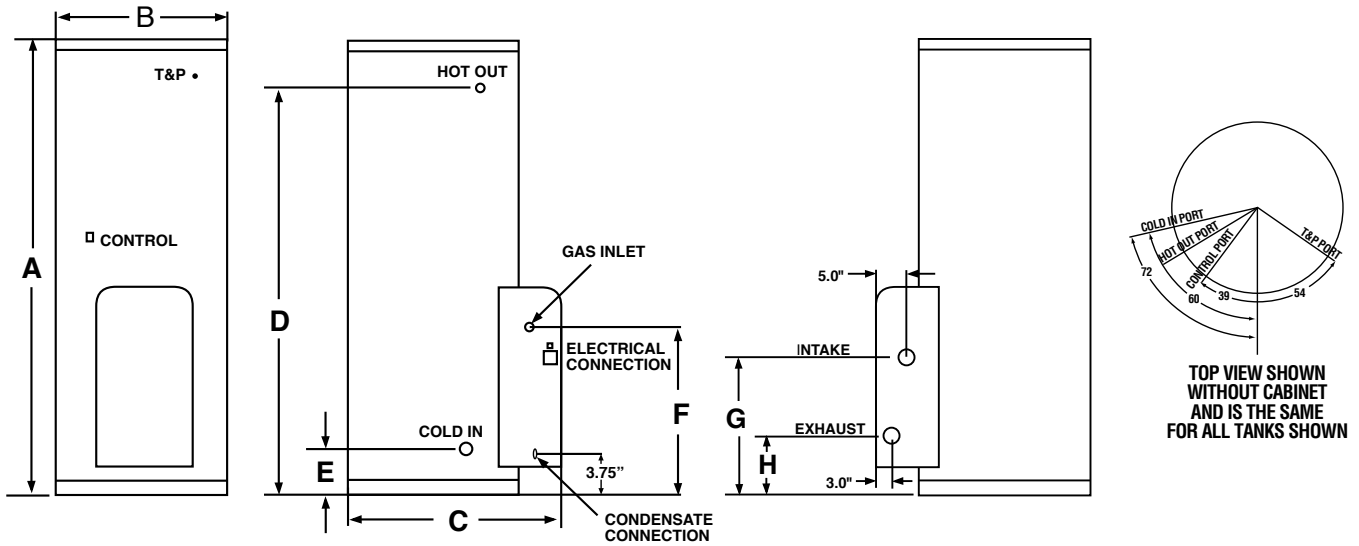 B
A
T&P
CONTROL
HOT OUT
D
GAS INLET
ELECTRICAL
CONNECTION
F
COLD IN
E
3.75”
C
CONDENSATE
CONNECTION
5.0"
INTAKE
G
EXHAUST
H
3.0"
COLD IN PORT
HOT OUT PORT
CONTROL PORT
T&P PORT
72
60
39
54
TOP VIEW SHOWN
WITHOUT CABINET
AND IS THE SAME
FOR ALL TANKS SHOWN